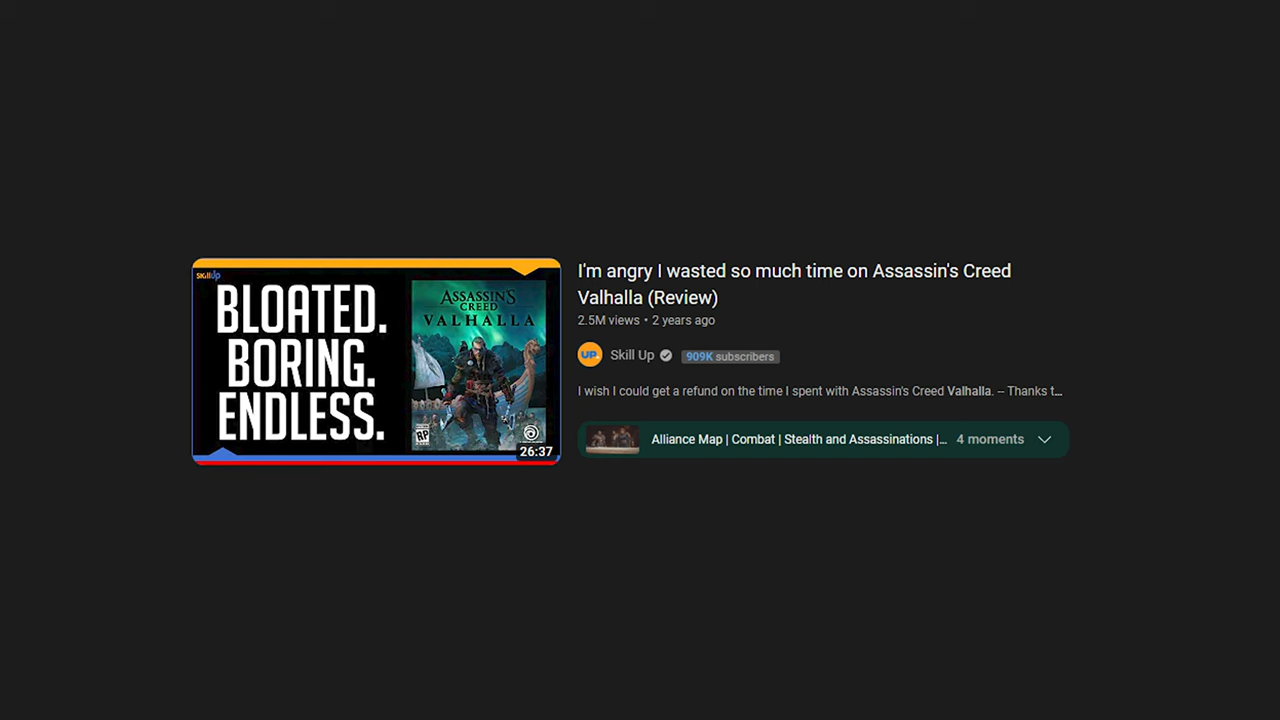 SKillUp
BLOATED.
BORING.
ENDLESS.
ASSASSIN'S
CREED
VALHALLA
RP
26:37
I'm angry I wasted so much time on Assassin's Creed
Valhalla (Review)
2.5M views • 2 years ago
UP.
Skill Up
909K subscribers
I wish I could get a refund on the time I spent with Assassin's Creed Valhalla. -- Thanks t...
Alliance Map | Combat | Stealth and Assassinations |... 4 moments